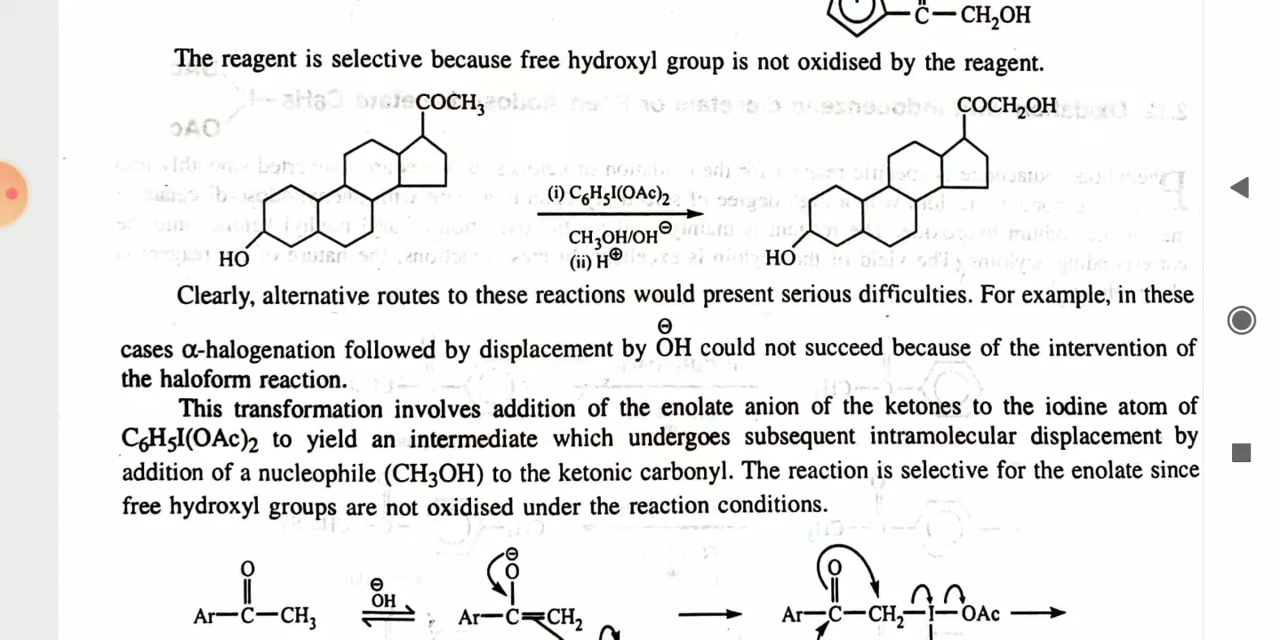 C—CH₂OH
The reagent is selective because free hydroxyl group is not oxidised by the reagent.
COCH₃
COCH₂OH
(i) C₆H₅I(OAc)₂
CH₃OH/OH⊖
(ii) H⊕
HO
HO
Clearly, alternative routes to these reactions would present serious difficulties. For example, in these
⊖
cases α-halogenation followed by displacement by OH could not succeed because of the intervention of
the haloform reaction.
This transformation involves addition of the enolate anion of the ketones to the iodine atom of
C₆H₅I(OAc)₂ to yield an intermediate which undergoes subsequent intramolecular displacement by
addition of a nucleophile (CH₃OH) to the ketonic carbonyl. The reaction is selective for the enolate since
free hydroxyl groups are not oxidised under the reaction conditions.
O
⊖
OH
⊖
O
O
Ar—C—CH₃
Ar—C=CH₂
Ar—C—CH₂—I—OAc